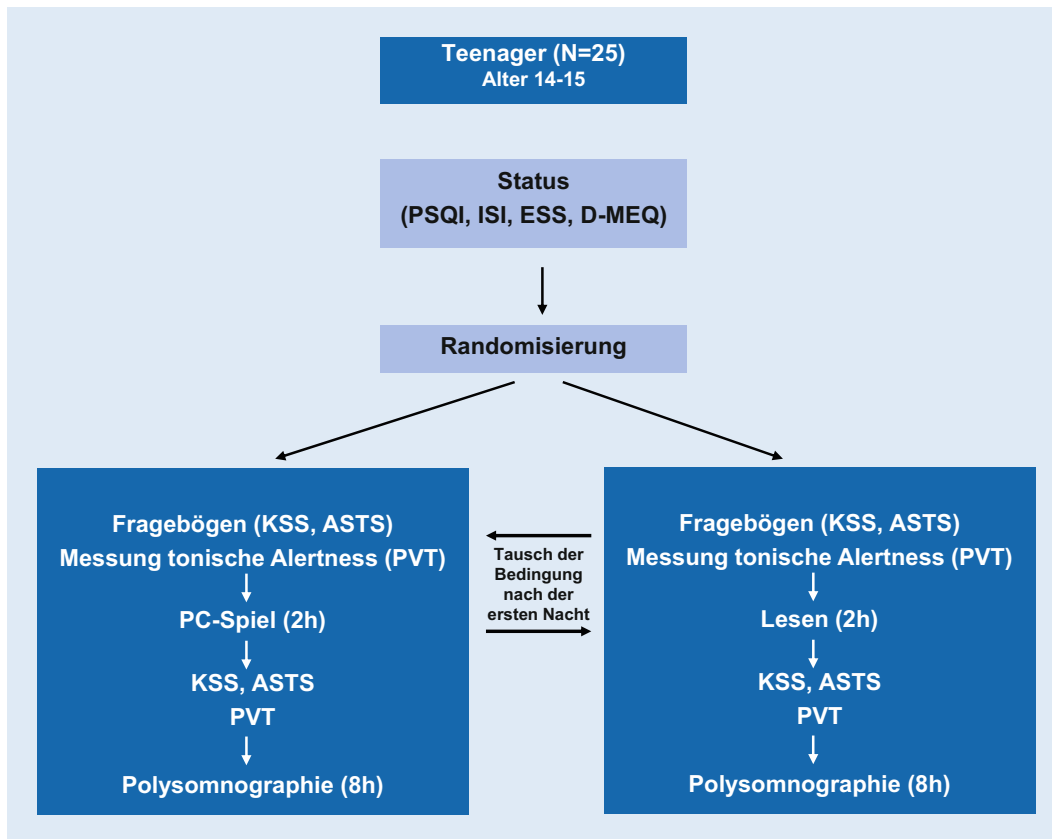 Teenager (N=25)
Alter 14-15
Status
(PSQI, ISI, ESS, D-MEQ)
Randomisierung
Fragebögen (KSS, ASTS)
Messung tonische Alertness (PVT)
PC-Spiel (2h)
KSS, ASTS
PVT
Polysomnographie (8h)
Tausch der
Bedingung
nach der
ersten Nacht
Fragebögen (KSS, ASTS)
Messung tonische Alertness (PVT)
Lesen (2h)
KSS, ASTS
PVT
Polysomnographie (8h)